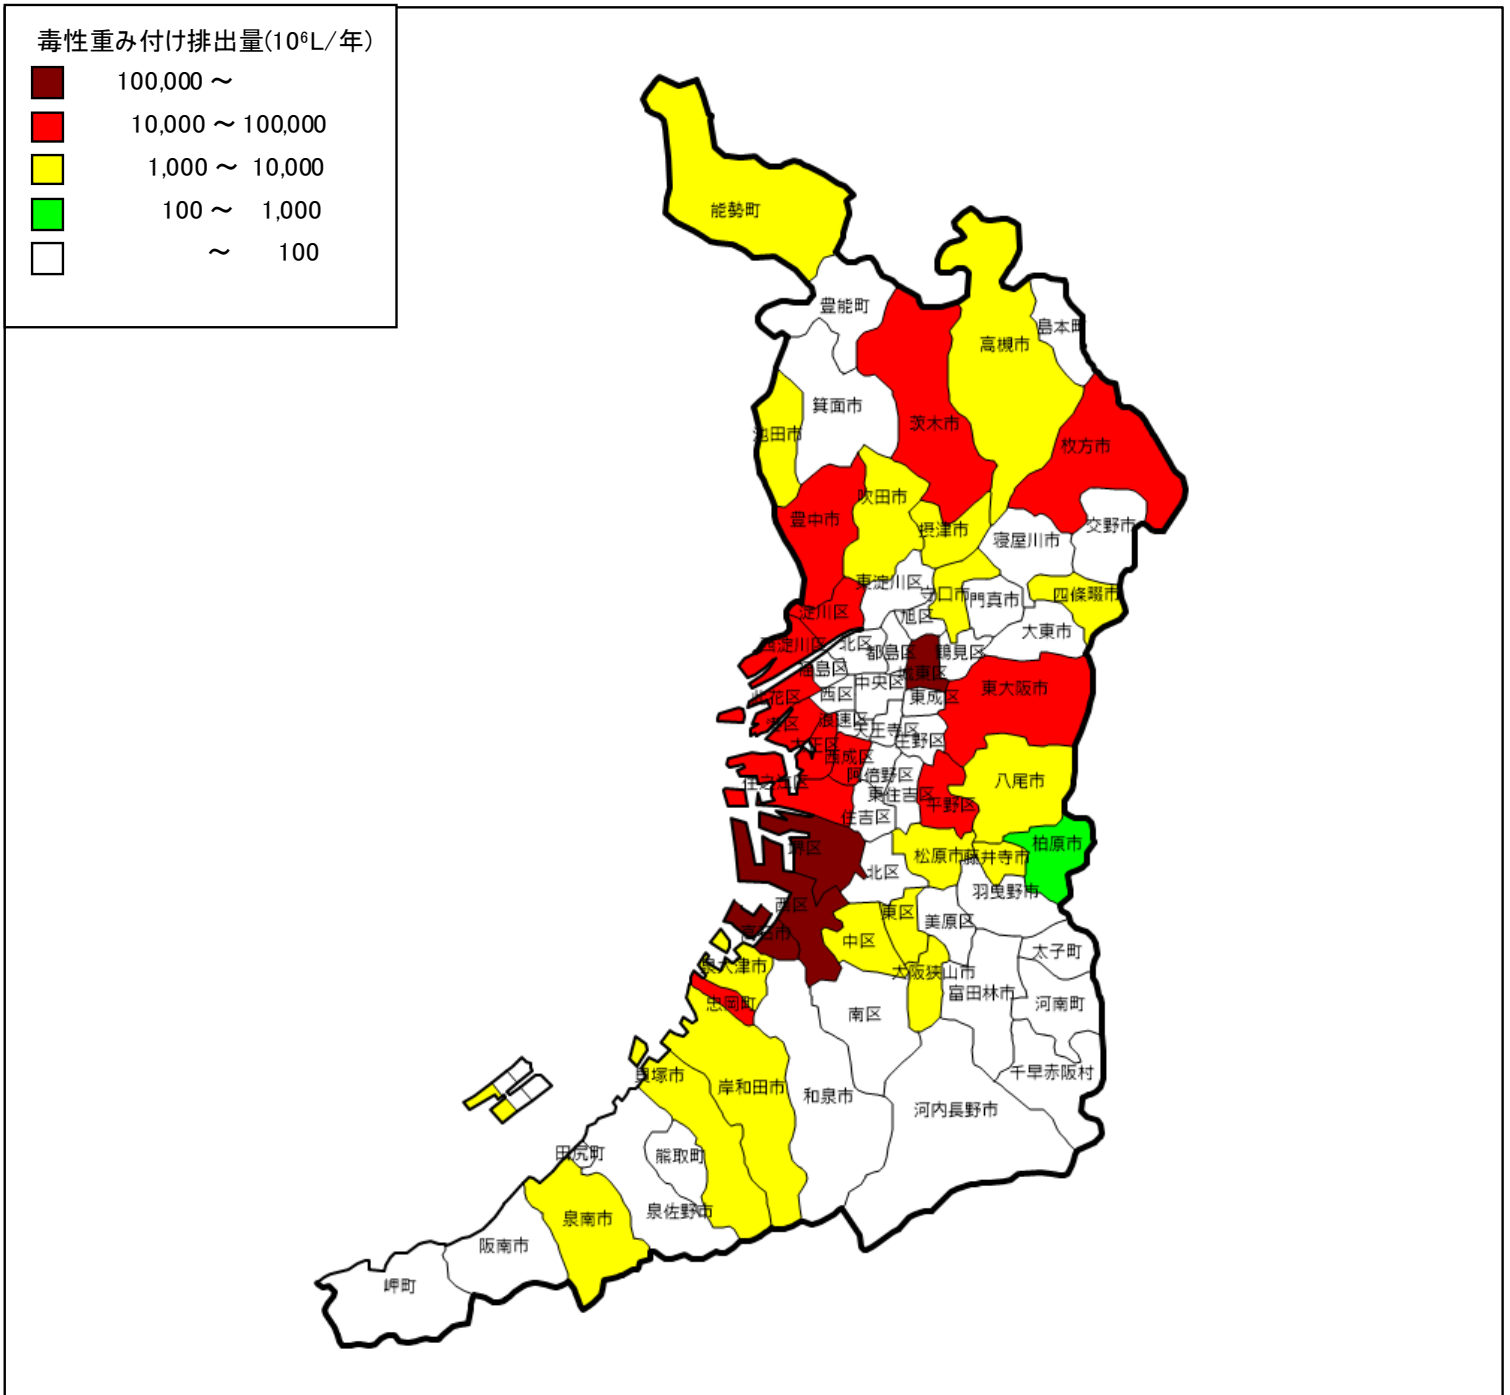 毒性重み付け排出量(10⁶L/年)
100,000 ～
10,000 ～ 100,000
1,000 ～ 10,000
100 ～ 1,000
～ 100
能勢町
豊能町
島本町
高槻市
箕面市
茨木市
池田市
枚方市
吹田市
豊中市
摂津市
交野市
寝屋川市
東淀川区
守口市
門真市
四條畷市
淀川区
旭区
大東市
西淀川区
北区
都島区
鶴見区
福島区
城東区
中央区
東大阪市
此花区
西区
東成区
港区
浪速区
天王寺区
生野区
大正区
西成区
阿倍野区
八尾市
住之江区
東住吉区
平野区
住吉区
堺区
柏原市
松原市
藤井寺市
北区
羽曳野市
西区
東区
美原区
高石市
中区
太子町
泉大津市
大阪狭山市
富田林市
忠岡町
河南町
南区
千早赤阪村
貝塚市
岸和田市
和泉市
河内長野市
田尻町
熊取町
泉佐野市
泉南市
阪南市
岬町